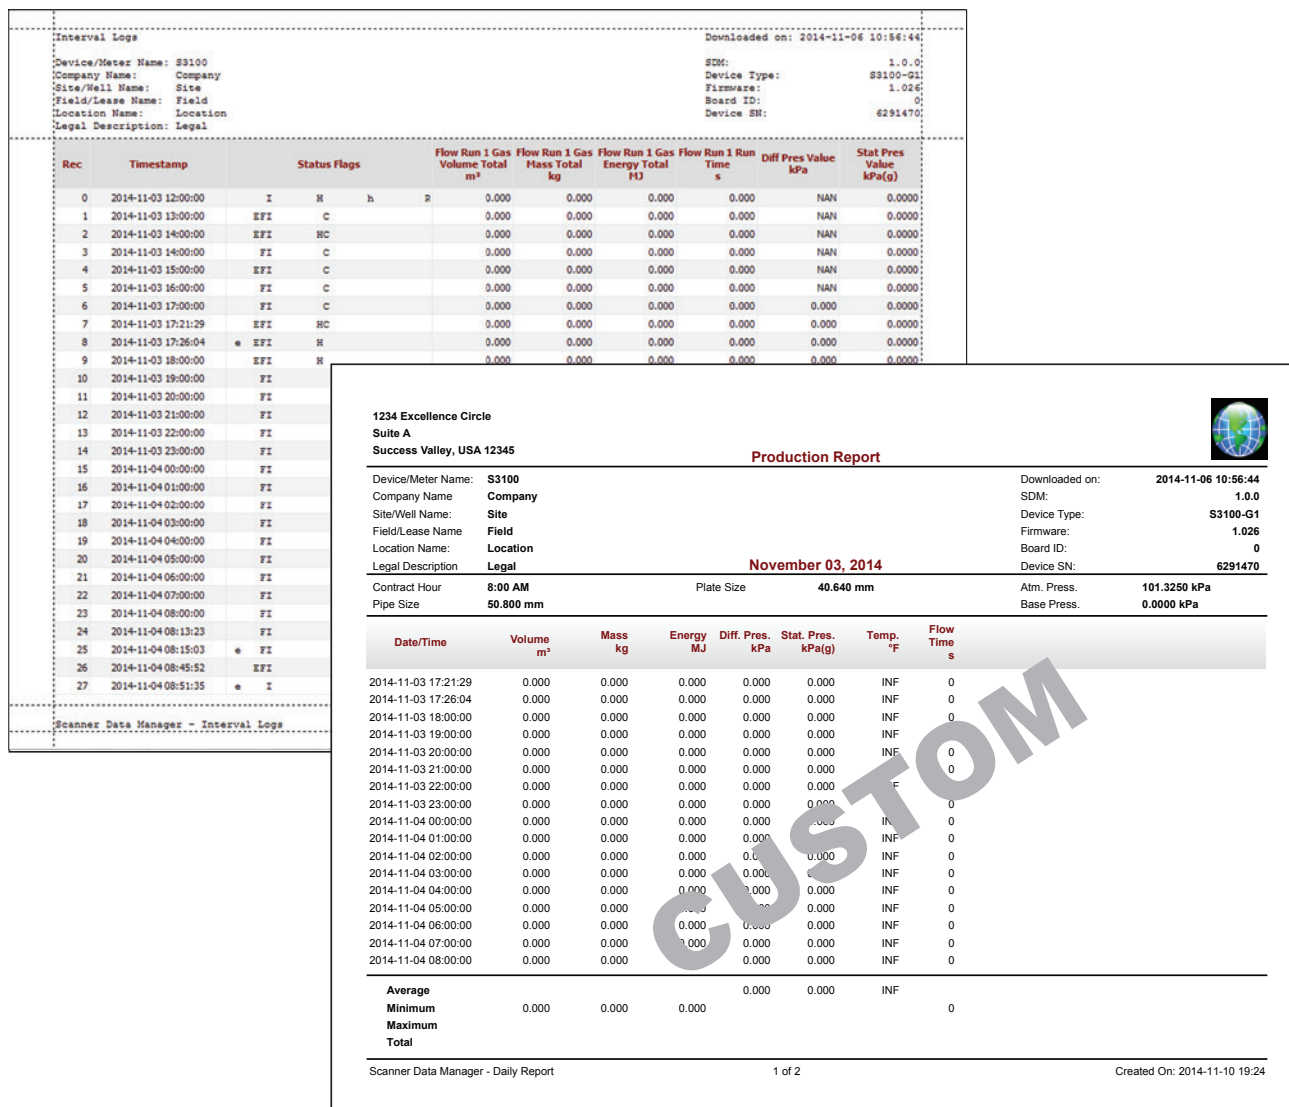 Interval Logs
Downloaded on: 2014-11-06 10:56:44
Device/Meter Name: S3100
SDM: 1.0.0
Company Name: Company
Device Type: S3100-G1
Site/Well Name: Site
Firmware: 1.026
Field/Lease Name: Field
Board ID: 0
Location Name: Location
Device SN: 6291470
Legal Description: Legal
Rec Timestamp Status Flags Flow Run 1 Gas Volume Total m³ Flow Run 1 Gas Mass Total kg Flow Run 1 Gas Energy Total MJ Flow Run 1 Run Time s Diff Pres Value kPa Stat Pres Value kPa(g)
0 2014-11-03 12:00:00 I H h R 0.000 0.000 0.000 0.000 NAN 0.0000
1 2014-11-03 13:00:00 EFI C 0.000 0.000 0.000 0.000 NAN 0.0000
2 2014-11-03 14:00:00 EFI HC 0.000 0.000 0.000 0.000 NAN 0.0000
3 2014-11-03 14:00:00 FI C 0.000 0.000 0.000 0.000 NAN 0.0000
4 2014-11-03 15:00:00 EFI C 0.000 0.000 0.000 0.000 NAN 0.0000
5 2014-11-03 16:00:00 FI C 0.000 0.000 0.000 0.000 NAN 0.0000
6 2014-11-03 17:00:00 FI C 0.000 0.000 0.000 0.000 0.000 0.0000
7 2014-11-03 17:21:29 EFI HC 0.000 0.000 0.000 0.000 0.000 0.0000
8 2014-11-03 17:26:04 e EFI H 0.000 0.000 0.000 0.000 0.000 0.0000
9 2014-11-03 18:00:00 EFI H 0.000 0.000 0.000 0.000 0.000 0.0000
10 2014-11-03 19:00:00 FI
11 2014-11-03 20:00:00 FI
12 2014-11-03 21:00:00 FI
13 2014-11-03 22:00:00 FI
14 2014-11-03 23:00:00 FI
15 2014-11-04 00:00:00 FI
16 2014-11-04 01:00:00 FI
17 2014-11-04 02:00:00 FI
18 2014-11-04 03:00:00 FI
19 2014-11-04 04:00:00 FI
20 2014-11-04 05:00:00 FI
21 2014-11-04 06:00:00 FI
22 2014-11-04 07:00:00 FI
23 2014-11-04 08:00:00 FI
24 2014-11-04 08:13:23 FI
25 2014-11-04 08:15:03 e FI
26 2014-11-04 08:45:52 EFI
27 2014-11-04 08:51:35 e I
Scanner Data Manager - Interval Logs
1234 Excellence Circle
Suite A
Success Valley, USA 12345
Production Report
Device/Meter Name: S3100 Downloaded on: 2014-11-06 10:56:44
Company Name Company SDM: 1.0.0
Site/Well Name: Site Device Type: S3100-G1
Field/Lease Name Field Firmware: 1.026
Location Name: Location Board ID: 0
Legal Description Legal November 03, 2014 Device SN: 6291470
Contract Hour 8:00 AM Plate Size 40.640 mm Atm. Press. 101.3250 kPa
Pipe Size 50.800 mm Base Press. 0.0000 kPa
Date/Time Volume m³ Mass kg Energy MJ Diff. Pres. kPa Stat. Pres. kPa(g) Temp. °F Flow Time s
2014-11-03 17:21:29 0.000 0.000 0.000 0.000 0.000 INF 0
2014-11-03 17:26:04 0.000 0.000 0.000 0.000 0.000 INF 0
2014-11-03 18:00:00 0.000 0.000 0.000 0.000 0.000 INF 0
2014-11-03 19:00:00 0.000 0.000 0.000 0.000 0.000 INF
2014-11-03 20:00:00 0.000 0.000 0.000 0.000 0.000 INF 0
2014-11-03 21:00:00 0.000 0.000 0.000 0.000 0.000 0
2014-11-03 22:00:00 0.000 0.000 0.000 0.000 0.000
2014-11-03 23:00:00 0.000 0.000 0.000 0.000 0.000 0
2014-11-04 00:00:00 0.000 0.000 0.000 0.000 0
2014-11-04 01:00:00 0.000 0.000 0.000 0.000 INF 0
2014-11-04 02:00:00 0.000 0.000 0.000 0.000 INF 0
2014-11-04 03:00:00 0.000 0.000 0.000 0.000 INF 0
2014-11-04 04:00:00 0.000 0.000 0.000 0.000 0.000 INF 0
2014-11-04 05:00:00 0.000 0.000 0.000 INF 0
2014-11-04 06:00:00 0.000 0.000 0.000 0.000 0.000 INF 0
2014-11-04 07:00:00 0.000 0.000 0.000 0.000 0.000 INF 0
2014-11-04 08:00:00 0.000 0.000 0.000 0.000 0.000 INF 0
CUSTOM
Average 0.000 0.000 INF
Minimum 0.000 0.000 0.000 0
Maximum
Total
Scanner Data Manager - Daily Report 1 of 2 Created On: 2014-11-10 19:24